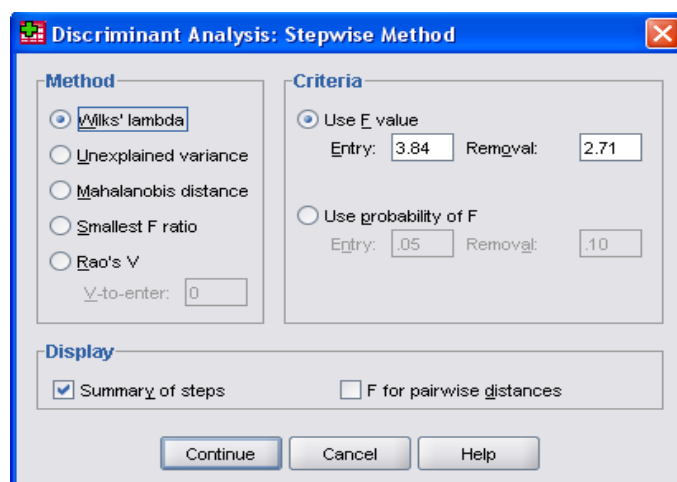 Discriminant Analysis: Stepwise Method
Method
Wilks' lambda
Unexplained variance
Mahalanobis distance
Smallest F ratio
Rao's V
V-to-enter: 0
Criteria
Use F value
Entry: 3.84 Removal: 2.71
Use probability of F
Entry: .05 Removal: .10
Display
Summary of steps
F for pairwise distances
Continue Cancel Help